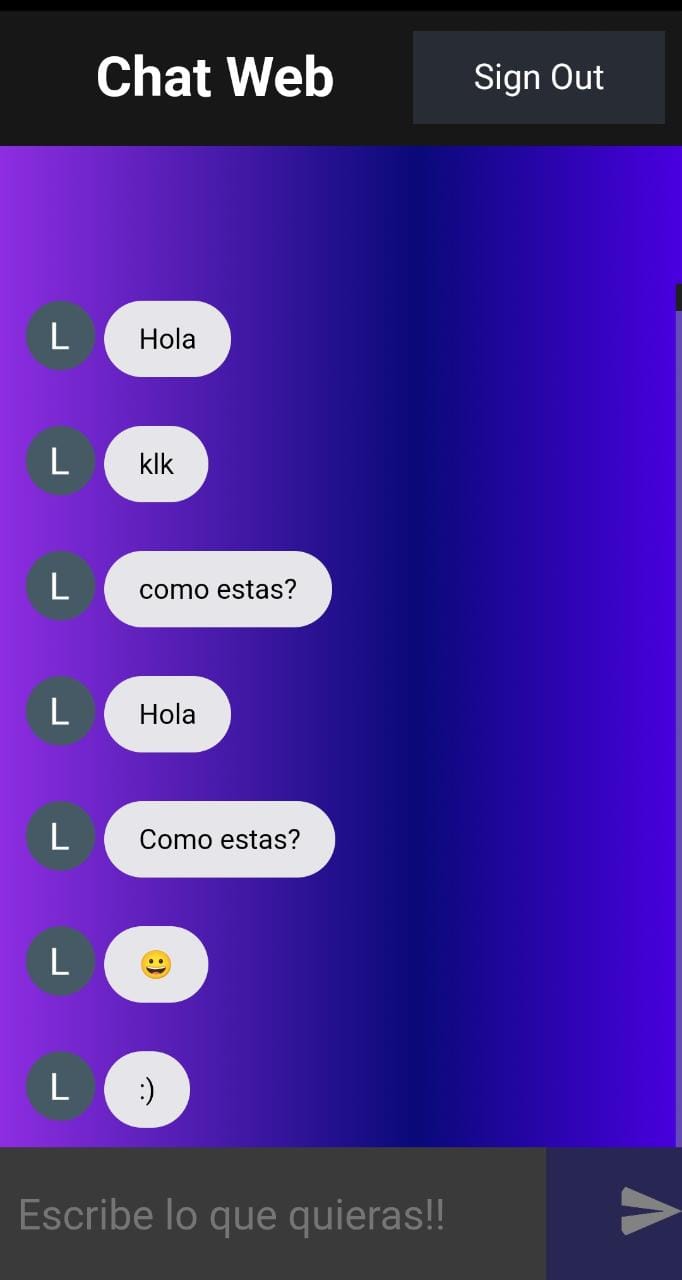 Chat Web
Sign Out
L Hola
L klk
L como estas?
L Hola
L Como estas?
L 😀
L :)
Escribe lo que quieras!!